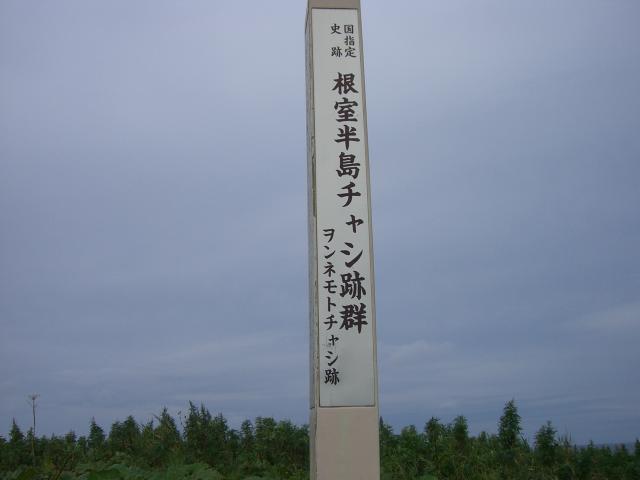 国指定
史跡
根室半島チャシ跡群
ヲンネモトチャシ跡